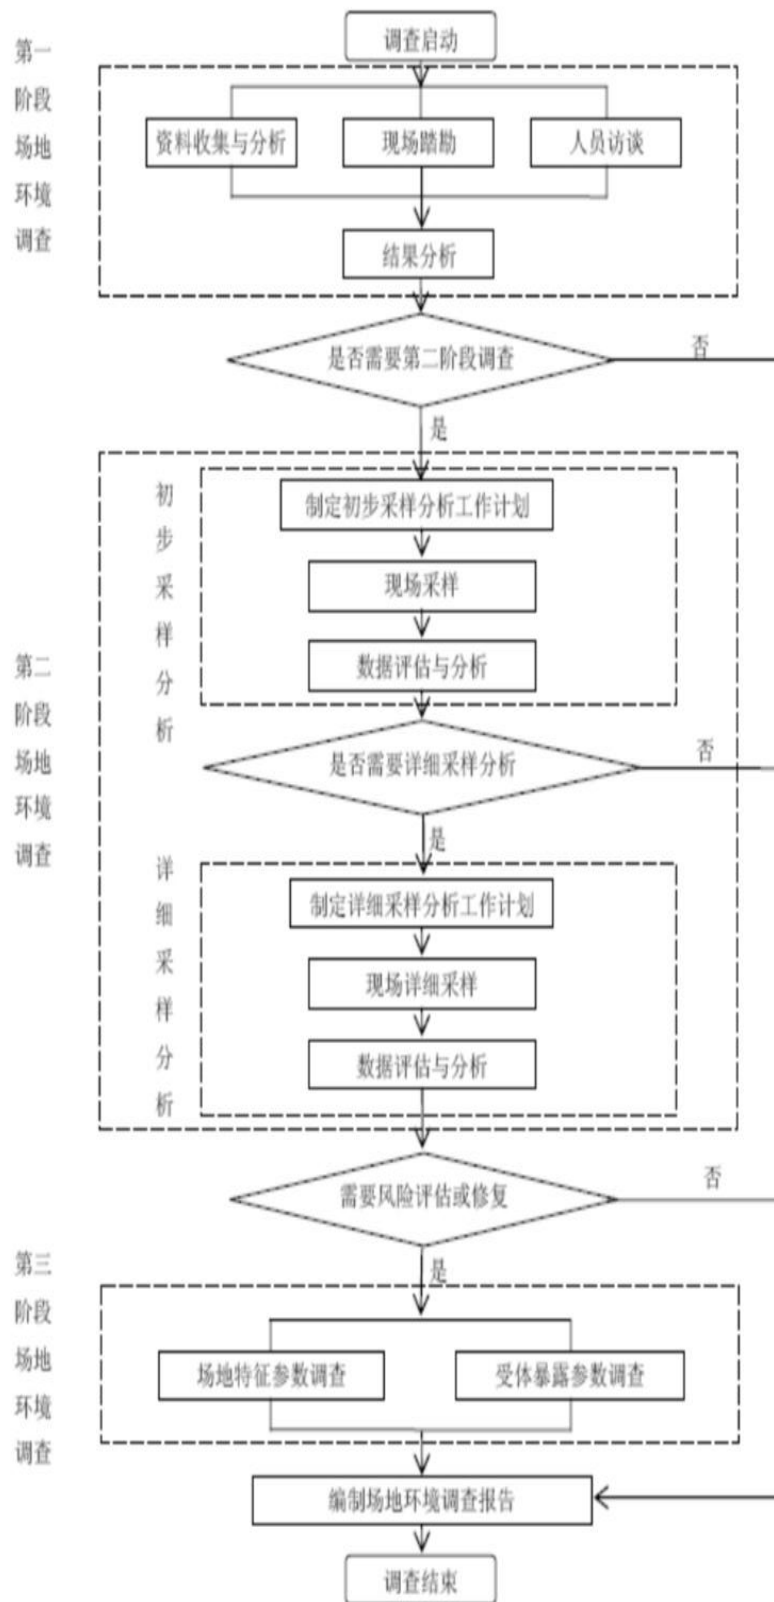 调查启动
第一
阶段
场地
环境
调查
资料收集与分析
现场踏勘
人员访谈
结果分析
是否需要第二阶段调查
否
是
第二
阶段
场地
环境
调查
初
步
采
样
分
析
制定初步采样分析工作计划
现场采样
数据评估与分析
是否需要详细采样分析
否
是
详
细
采
样
分
析
制定详细采样分析工作计划
现场详细采样
数据评估与分析
需要风险评估或修复
否
是
第三
阶段
场地
环境
调查
场地特征参数调查
受体暴露参数调查
编制场地环境调查报告
调查结束